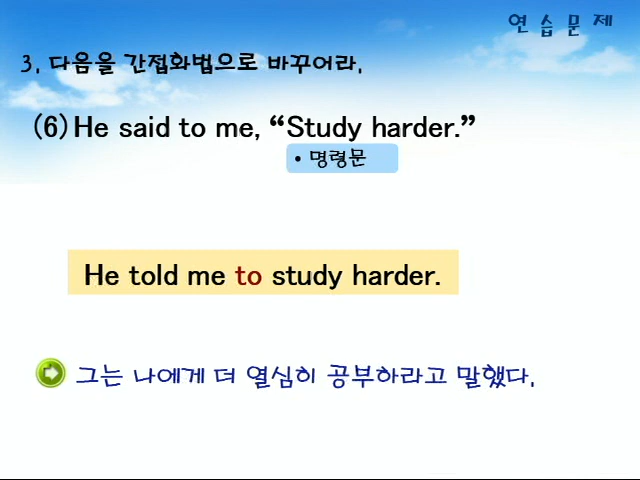 연습문제
3. 다음을 간접화법으로 바꾸어라.
(6) He said to me, “Study harder.”
• 명령문
He told me to study harder.
그는 나에게 더 열심히 공부하라고 말했다.